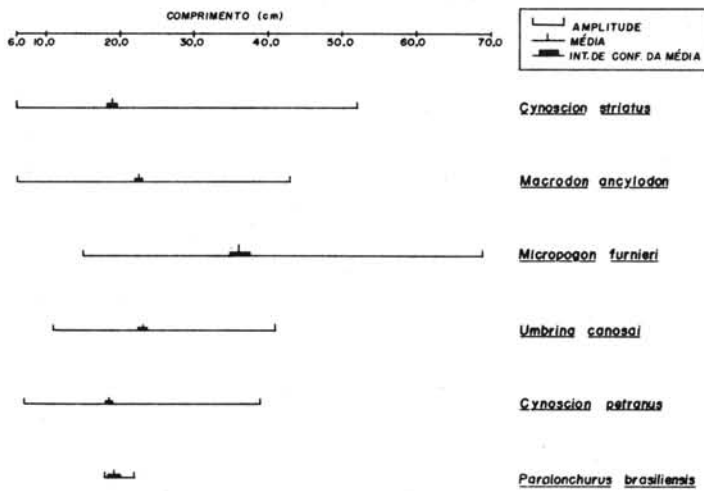 COMPRIMENTO (cm)
6.0 10.0 20.0 30.0 40.0 50.0 60.0 70.0
AMPLITUDE
MÉDIA
INT. DE CONF. DA MÉDIA
Cynoscion striatus
Macrodon ancylodon
Micropogon furnieri
Umbrina canosai
Cynoscion petranus
Paralonchurus brasiliensis